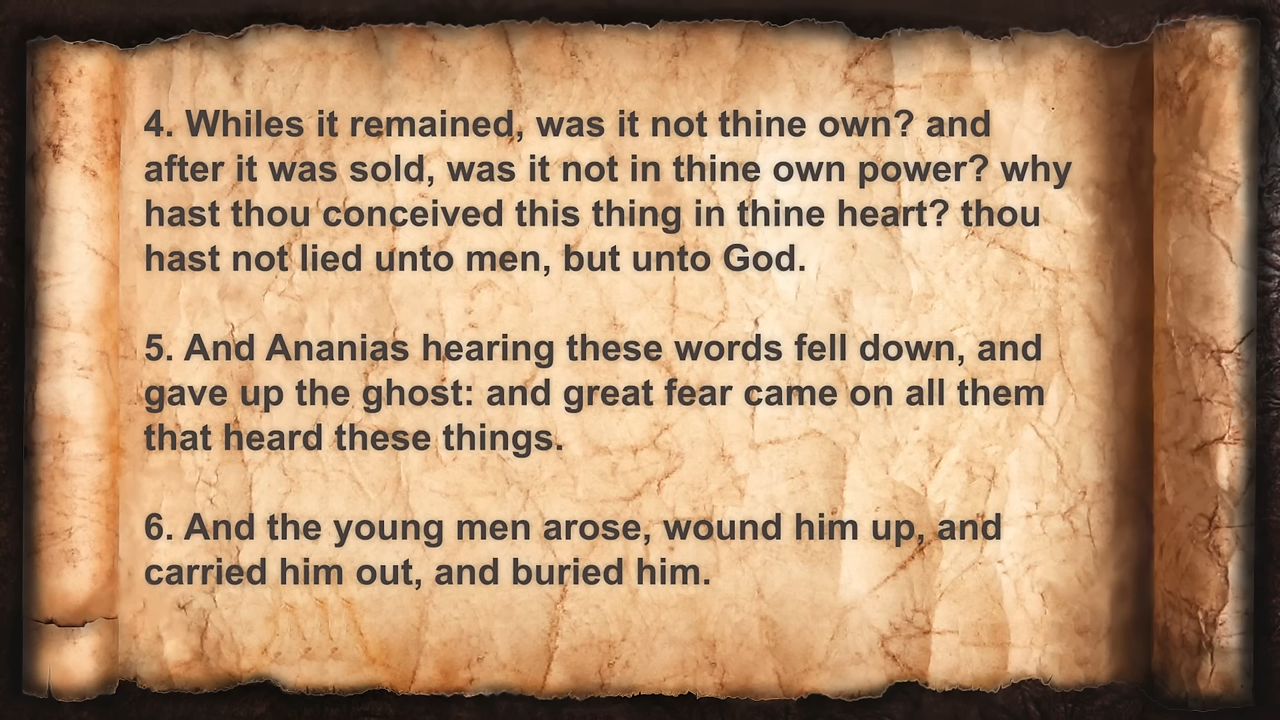 4. Whiles it remained, was it not thine own? and
after it was sold, was it not in thine own power? why
hast thou conceived this thing in thine heart? thou
hast not lied unto men, but unto God.
5. And Ananias hearing these words fell down, and
gave up the ghost: and great fear came on all them
that heard these things.
6. And the young men arose, wound him up, and
carried him out, and buried him.